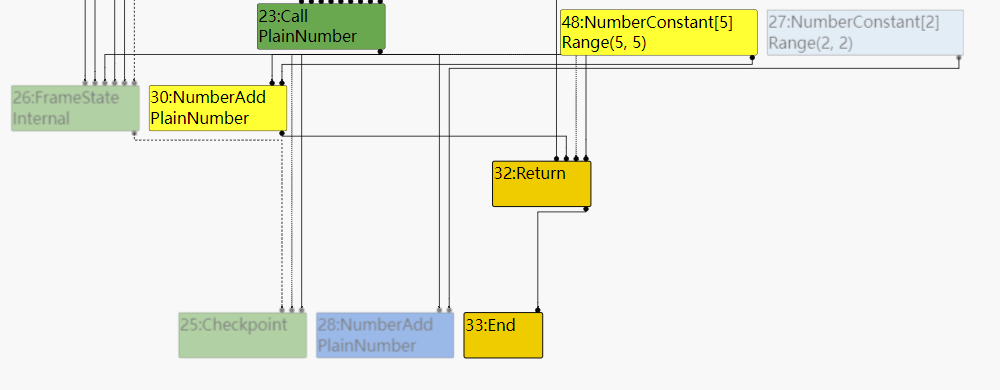 23:Call
PlainNumber
48:NumberConstant[5]
Range(5, 5)
27:NumberConstant[2]
Range(2, 2)
26:FrameState
Internal
30:NumberAdd
PlainNumber
32:Return
25:Checkpoint
28:NumberAdd
PlainNumber
33:End